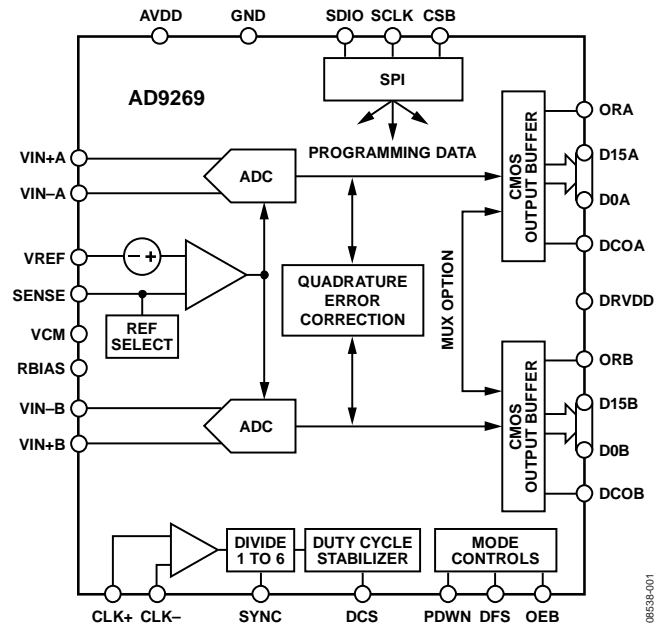 AVDD GND SDIO SCLK CSB
SPI
AD9269
PROGRAMMING DATA
VIN+A
VIN–A
ADC
VREF
– +
SENSE
REF
SELECT
VCM
RBIAS
QUADRATURE
ERROR
CORRECTION
MUX OPTION
VIN–B
VIN+B
ADC
CMOS
OUTPUT BUFFER
ORA
D15A
D0A
DCOA
DRVDD
CMOS
OUTPUT BUFFER
ORB
D15B
D0B
DCOB
DIVIDE
1 TO 6
DUTY CYCLE
STABILIZER
MODE
CONTROLS
CLK+ CLK– SYNC DCS PDWN DFS OEB
08538-001